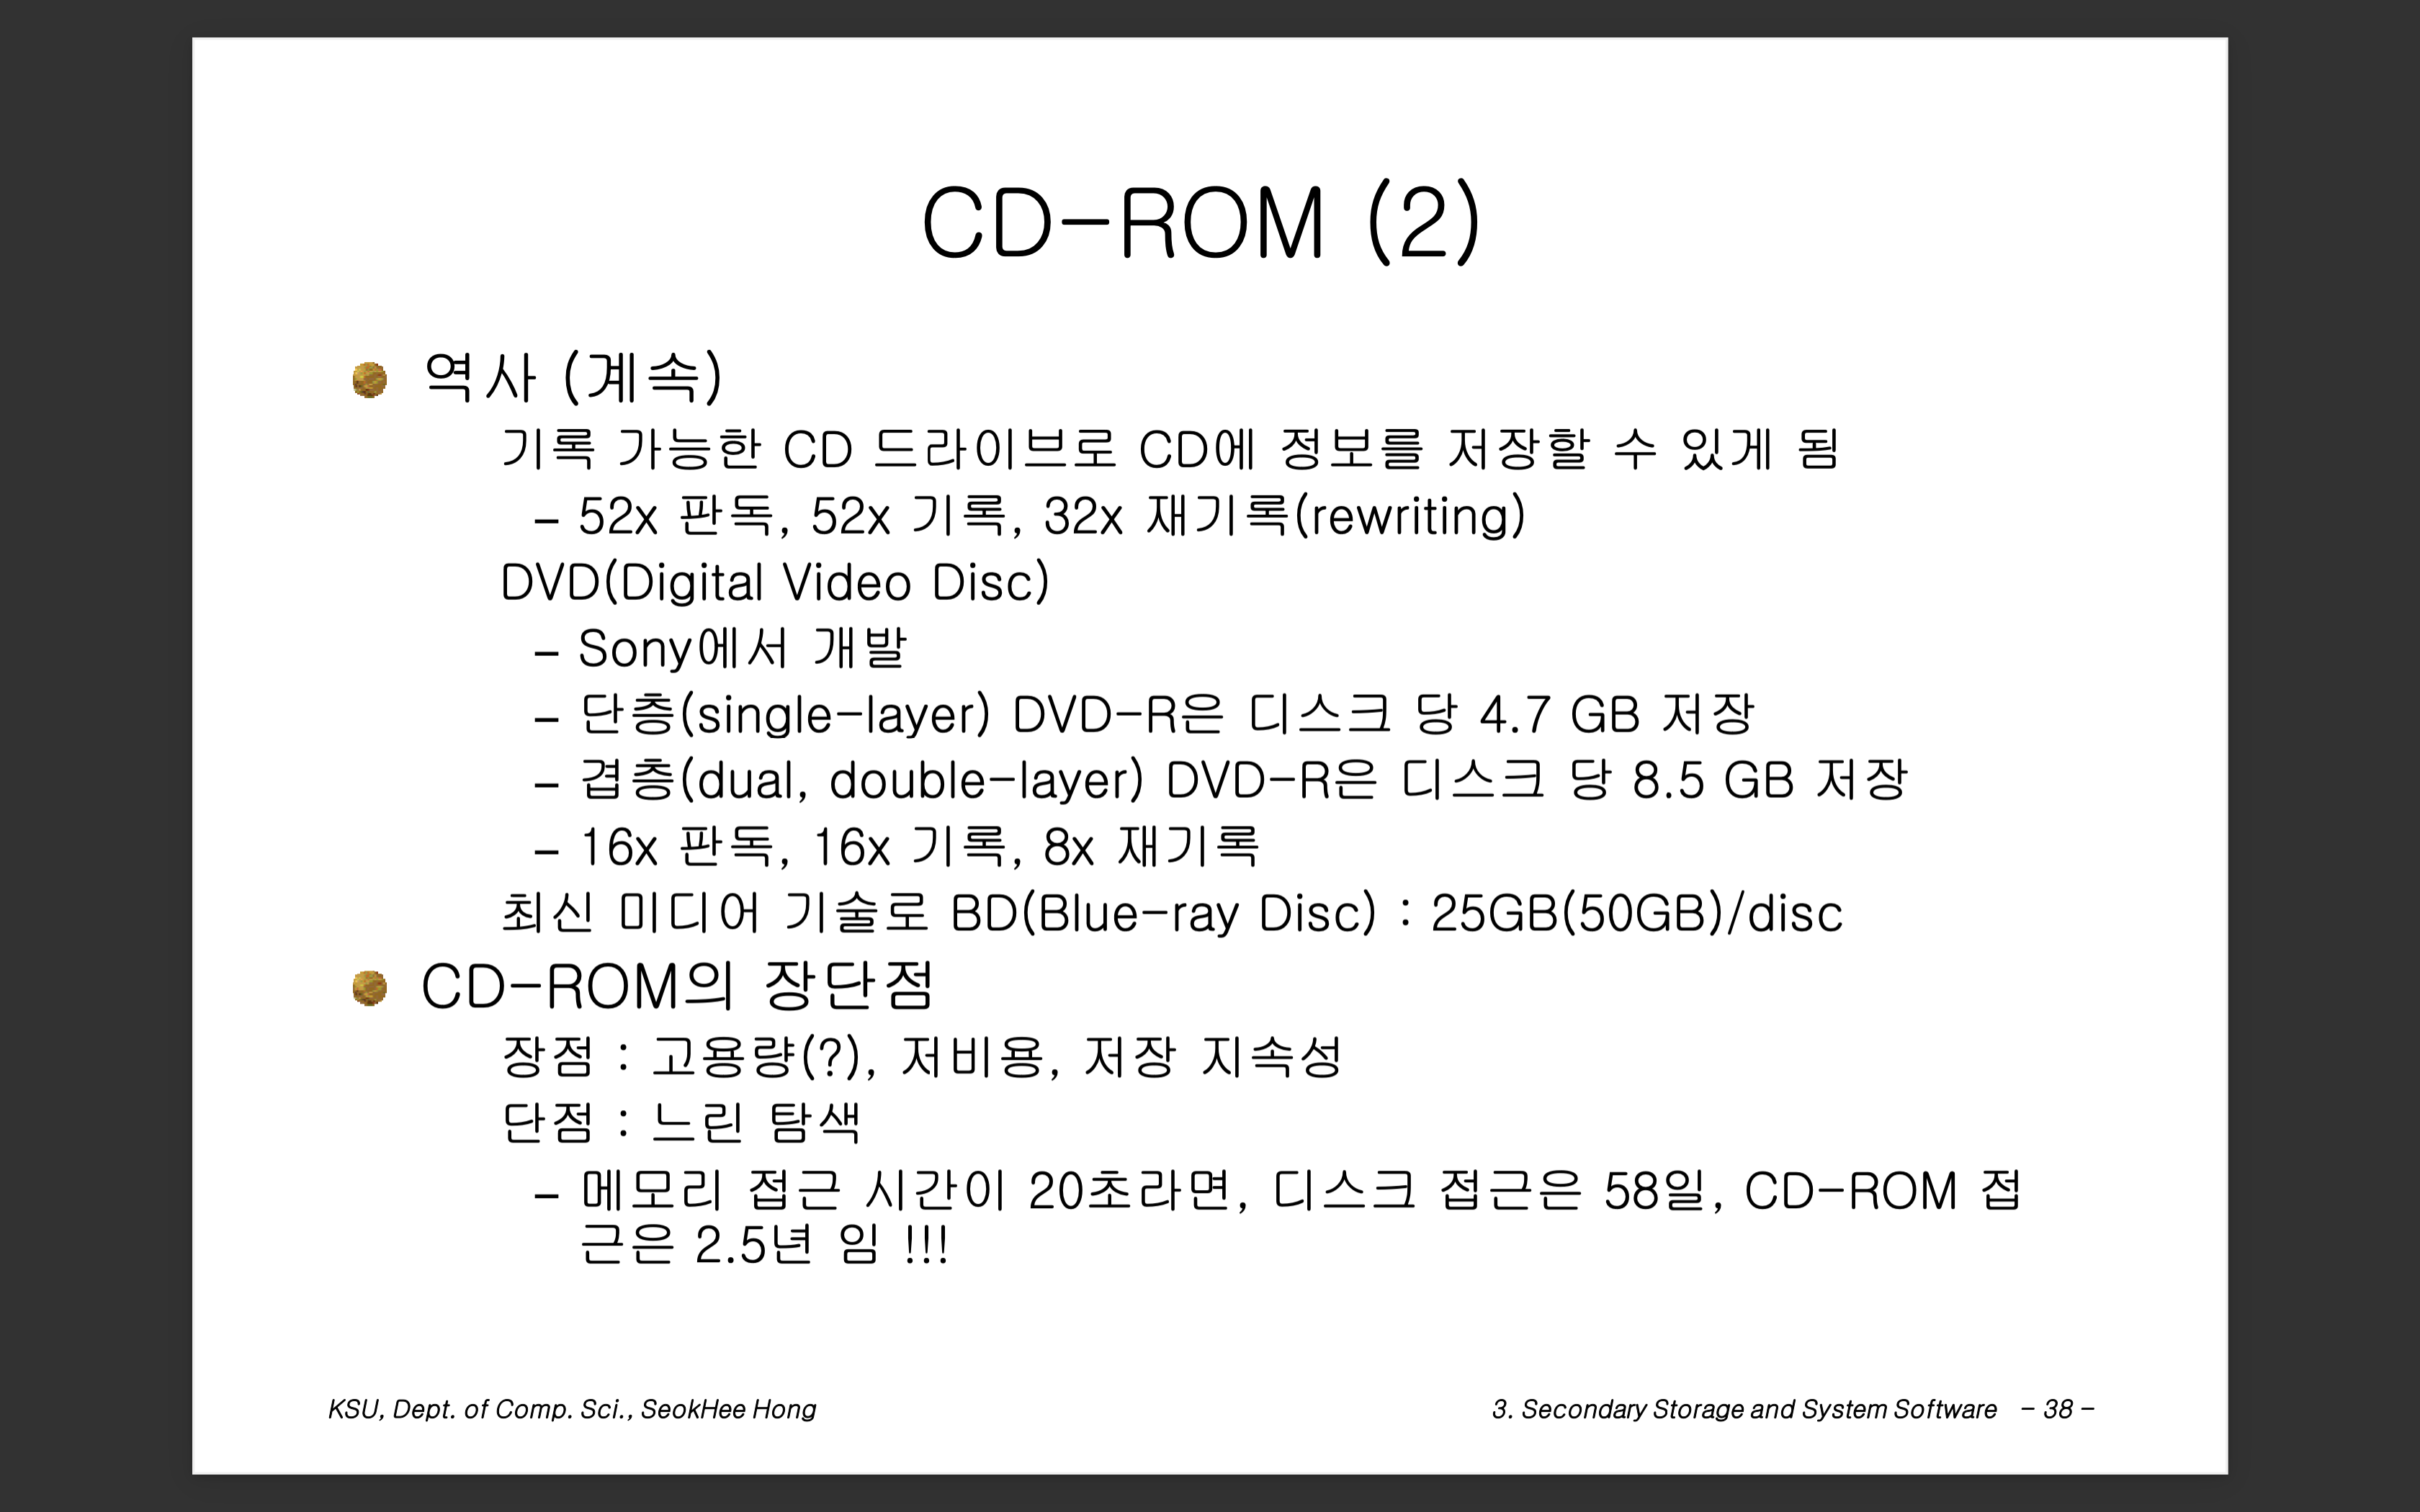 CD-ROM (2)
역사 (계속)
기록 가능한 CD 드라이브로 CD에 정보를 저장할 수 있게 됨
– 52x 판독, 52x 기록, 32x 재기록(rewriting)
DVD(Digital Video Disc)
– Sony에서 개발
– 단층(single-layer) DVD-R은 디스크 당 4.7 GB 저장
– 겹층(dual, double-layer) DVD-R은 디스크 당 8.5 GB 저장
– 16x 판독, 16x 기록, 8x 재기록
최신 미디어 기술로 BD(Blue-ray Disc) : 25GB(50GB)/disc
CD-ROM의 장단점
장점 : 고용량(?), 저비용, 저장 지속성
단점 : 느린 탐색
– 메모리 접근 시간이 20초라면, 디스크 접근은 58일, CD-ROM 접
근은 2.5년 임 !!!
KSU, Dept. of Comp. Sci., SeokHee Hong
3. Secondary Storage and System Software - 38 -